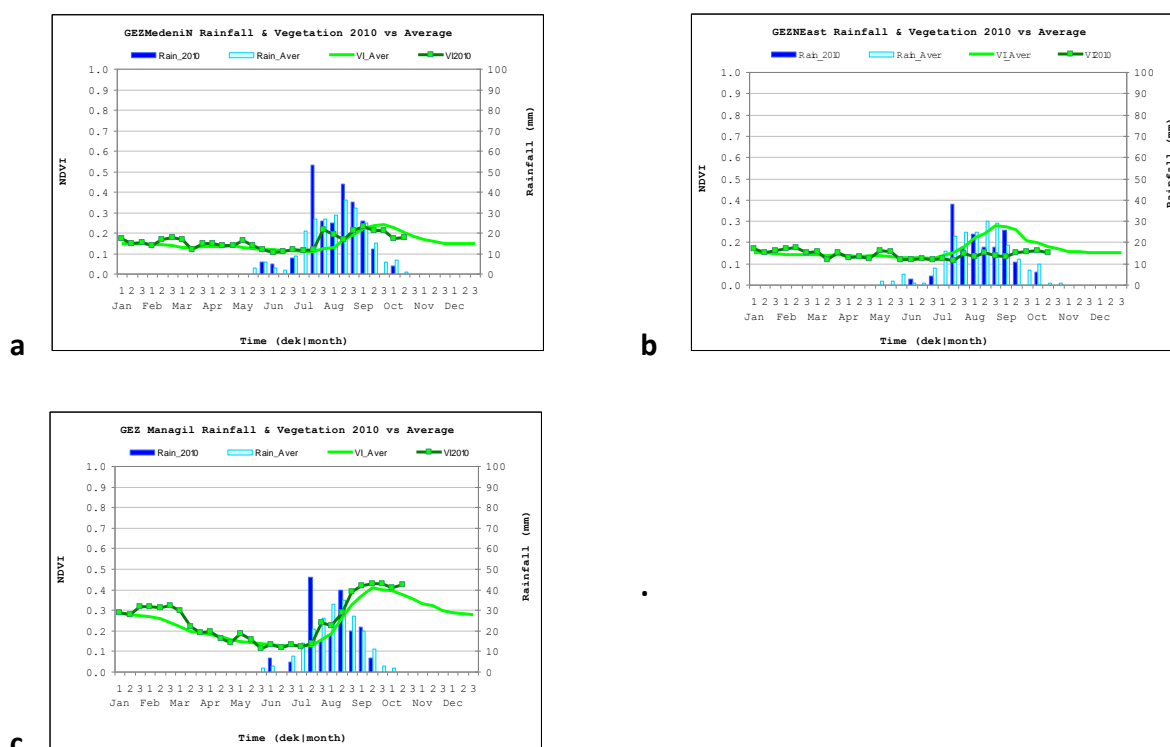 GEZMedeniN Rainfall & Vegetation 2010 vs Average
Rain_2010 Rain_Aver VI_Aver VI2010
1.0 100
0.9 90
0.8 80
0.7 70
0.6 60
0.5 50
0.4 40
0.3 30
0.2 20
0.1 10
0.0 0
NDVI
Rainfall (mm)
1 2 3 1 2 3 1 2 3 1 2 3 1 2 3 1 2 3 1 2 3 1 2 3 1 2 3 1 2 3 1 2 3 1 2 3
Jan Feb Mar Apr May Jun Jul Aug Sep Oct Nov Dec
Time (dek|month)
a
GEZNEast Rainfall & Vegetation 2010 vs Average
Rain_2010 Rain_Aver VI_Aver VI2010
1.0 100
0.9 90
0.8 80
0.7 70
0.6 60
0.5 50
0.4 40
0.3 30
0.2 20
0.1 10
0.0 0
NDVI
Rainfall (mm)
1 2 3 1 2 3 1 2 3 1 2 3 1 2 3 1 2 3 1 2 3 1 2 3 1 2 3 1 2 3 1 2 3 1 2 3
Jan Feb Mar Apr May Jun Jul Aug Sep Oct Nov Dec
Time (dek|month)
b
GEZ Managil Rainfall & Vegetation 2010 vs Average
Rain_2010 Rain_Aver VI_Aver VI2010
1.0 100
0.9 90
0.8 80
0.7 70
0.6 60
0.5 50
0.4 40
0.3 30
0.2 20
0.1 10
0.0 0
NDVI
Rainfall (mm)
1 2 3 1 2 3 1 2 3 1 2 3 1 2 3 1 2 3 1 2 3 1 2 3 1 2 3 1 2 3 1 2 3 1 2 3
Jan Feb Mar Apr May Jun Jul Aug Sep Oct Nov Dec
Time (dek|month)
c
.